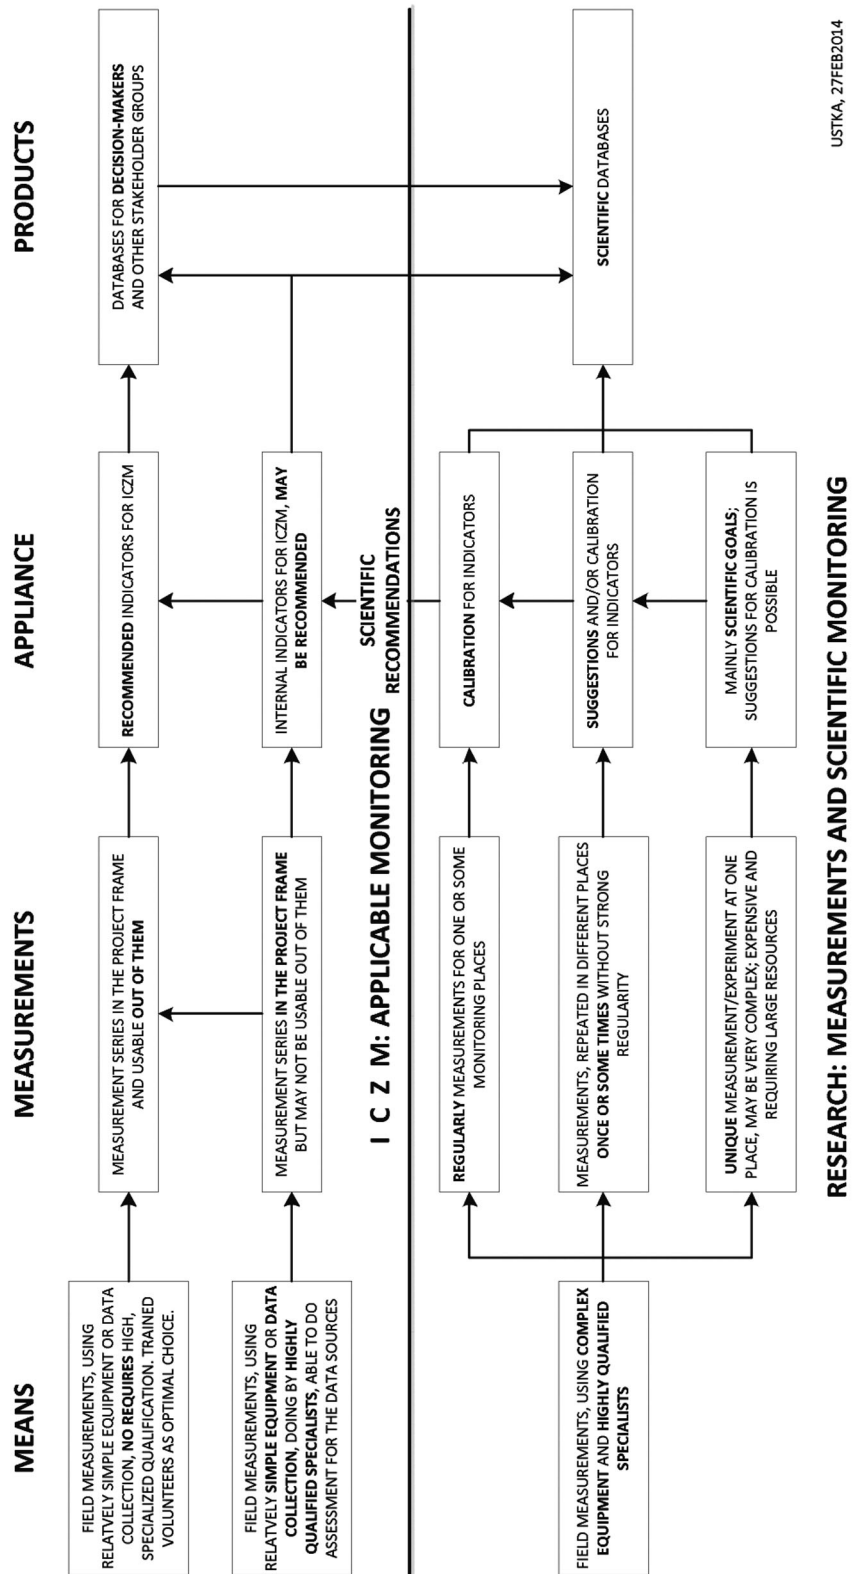 MEANS
MEASUREMENTS
APPLIANCE
PRODUCTS
FIELD MEASUREMENTS, USING
RELATVELY SIMPLE EQUIPMENT OR DATA
COLLECTION, NO REQUIRES HIGH,
SPECIALIZED QUALIFICATION. TRAINED
VOLUNTEERS AS OPTIMAL CHOICE.
MEASUREMENT SERIES IN THE PROJECT FRAME
AND USABLE OUT OF THEM
RECOMMENDED INDICATORS FOR ICZM
DATABASES FOR DECISION-MAKERS
AND OTHER STAKEHOLDER GROUPS
FIELD MEASUREMENTS, USING
RELATVELY SIMPLE EQUIPMENT OR DATA
COLLECTION, DOING BY HIGHLY
QUALIFIED SPECIALISTS, ABLE TO DO
ASSESSMENT FOR THE DATA SOURCES
MEASUREMENT SERIES IN THE PROJECT FRAME
BUT MAY NOT BE USABLE OUT OF THEM
INTERNAL INDICATORS FOR ICZM, MAY
BE RECOMMENDED
I C Z M: APPLICABLE MONITORING
SCIENTIFIC
RECOMMENDATIONS
REGULARLY MEASUREMENTS FOR ONE OR SOME
MONITORING PLACES
CALIBRATION FOR INDICATORS
FIELD MEASUREMENTS, USING COMPLEX
EQUIPMENT AND HIGHLY QUALIFIED
SPECIALISTS
MEASUREMENTS, REPEATED IN DIFFERENT PLACES
ONCE OR SOME TIMES WITHOUT STRONG
REGULARITY
SUGGESTIONS AND/OR CALIBRATION
FOR INDICATORS
SCIENTIFIC DATABASES
UNIQUE MEASUREMENT/EXPERIMENT AT ONE
PLACE, MAY BE VERY COMPLEX; EXPENSIVE AND
REQUIRING LARGE RESOURCES
MAINLY SCIENTIFIC GOALS;
SUGGESTIONS FOR CALIBRATION IS
POSSIBLE
RESEARCH: MEASUREMENTS AND SCIENTIFIC MONITORING
USTKA, 27FEB2014